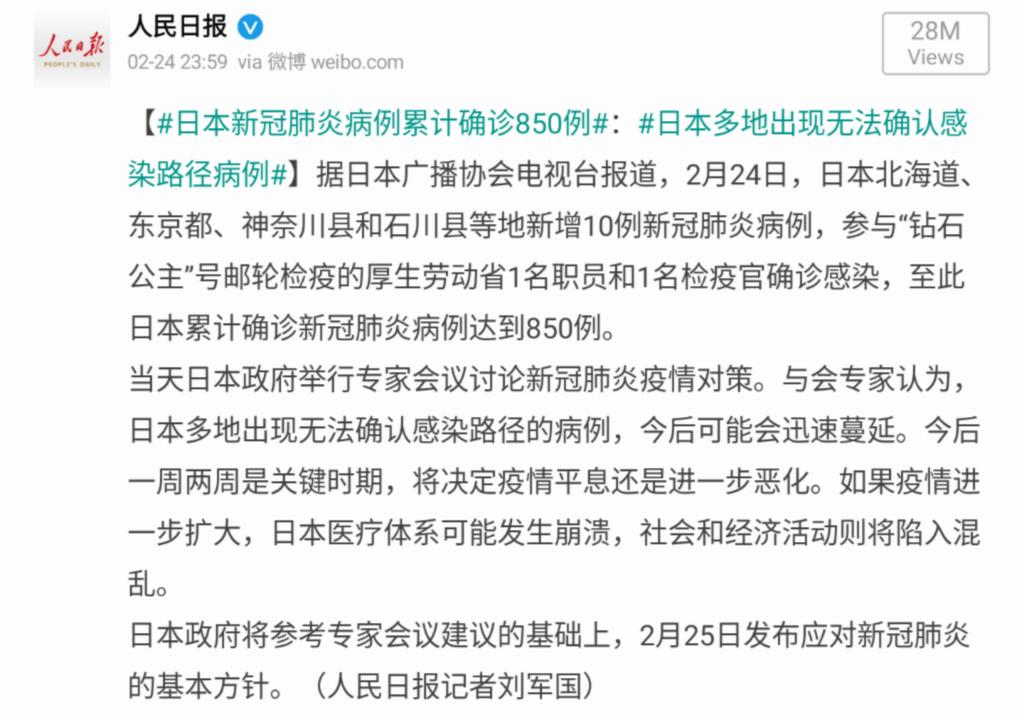 人民日报
PEOPLE'S DAILY
人民日报
02-24 23:59 via 微博 weibo.com
28M
Views
【#日本新冠肺炎病例累计确诊850例#：#日本多地出现无法确认感
染路径病例#】据日本广播协会电视台报道，2月24日，日本北海道、
东京都、神奈川县和石川县等地新增10例新冠肺炎病例，参与“钻石
公主”号邮轮检疫的厚生劳动省1名职员和1名检疫官确诊感染，至此
日本累计确诊新冠肺炎病例达到850例。
当天日本政府举行专家会议讨论新冠肺炎疫情对策。与会专家认为，
日本多地出现无法确认感染路径的病例，今后可能会迅速蔓延。今后
一周两周是关键时期，将决定疫情平息还是进一步恶化。如果疫情进
一步扩大，日本医疗体系可能发生崩溃，社会和经济活动则将陷入混
乱。
日本政府将参考专家会议建议的基础上，2月25日发布应对新冠肺炎
的基本方针。（人民日报记者刘军国）